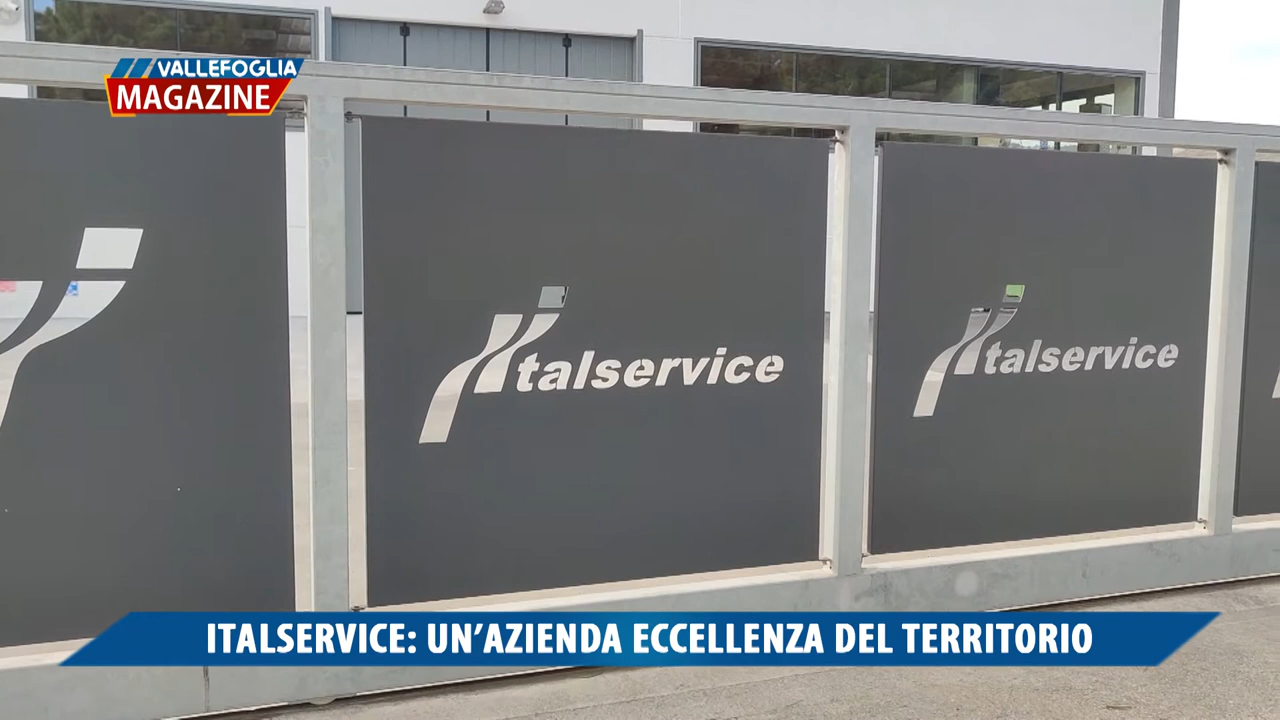 VALLEFOGLIA
MAGAZINE
italservice
italservice
ITALSERVICE: UN’AZIENDA ECCELLENZA DEL TERRITORIO